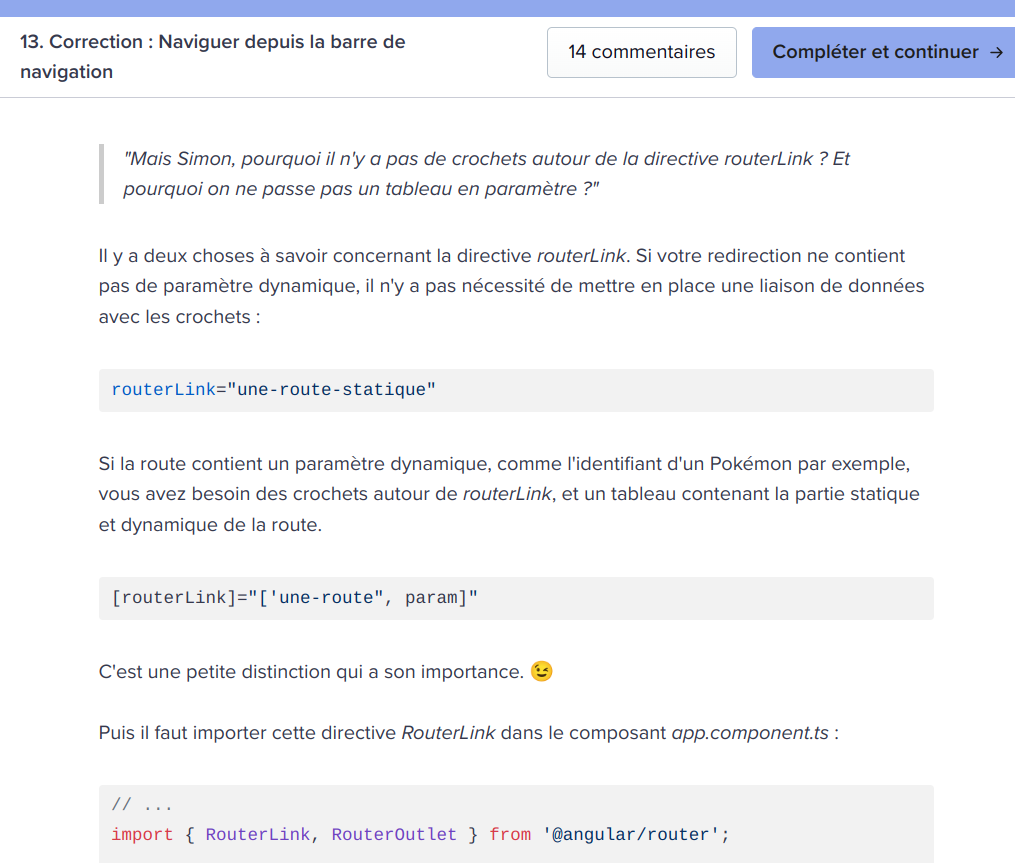 13. Correction : Naviguer depuis la barre de
navigation
14 commentaires
Compléter et continuer →
"Mais Simon, pourquoi il n'y a pas de crochets autour de la directive routerLink ? Et
pourquoi on ne passe pas un tableau en paramètre ?"
Il y a deux choses à savoir concernant la directive routerLink. Si votre redirection ne contient
pas de paramètre dynamique, il n'y a pas nécessité de mettre en place une liaison de données
avec les crochets :
routerLink="une-route-statique"
Si la route contient un paramètre dynamique, comme l'identifiant d'un Pokémon par exemple,
vous avez besoin des crochets autour de routerLink, et un tableau contenant la partie statique
et dynamique de la route.
[routerLink]="['une-route", param]"
C'est une petite distinction qui a son importance. 😉
Puis il faut importer cette directive RouterLink dans le composant app.component.ts :
// ...
import { RouterLink, RouterOutlet } from '@angular/router';